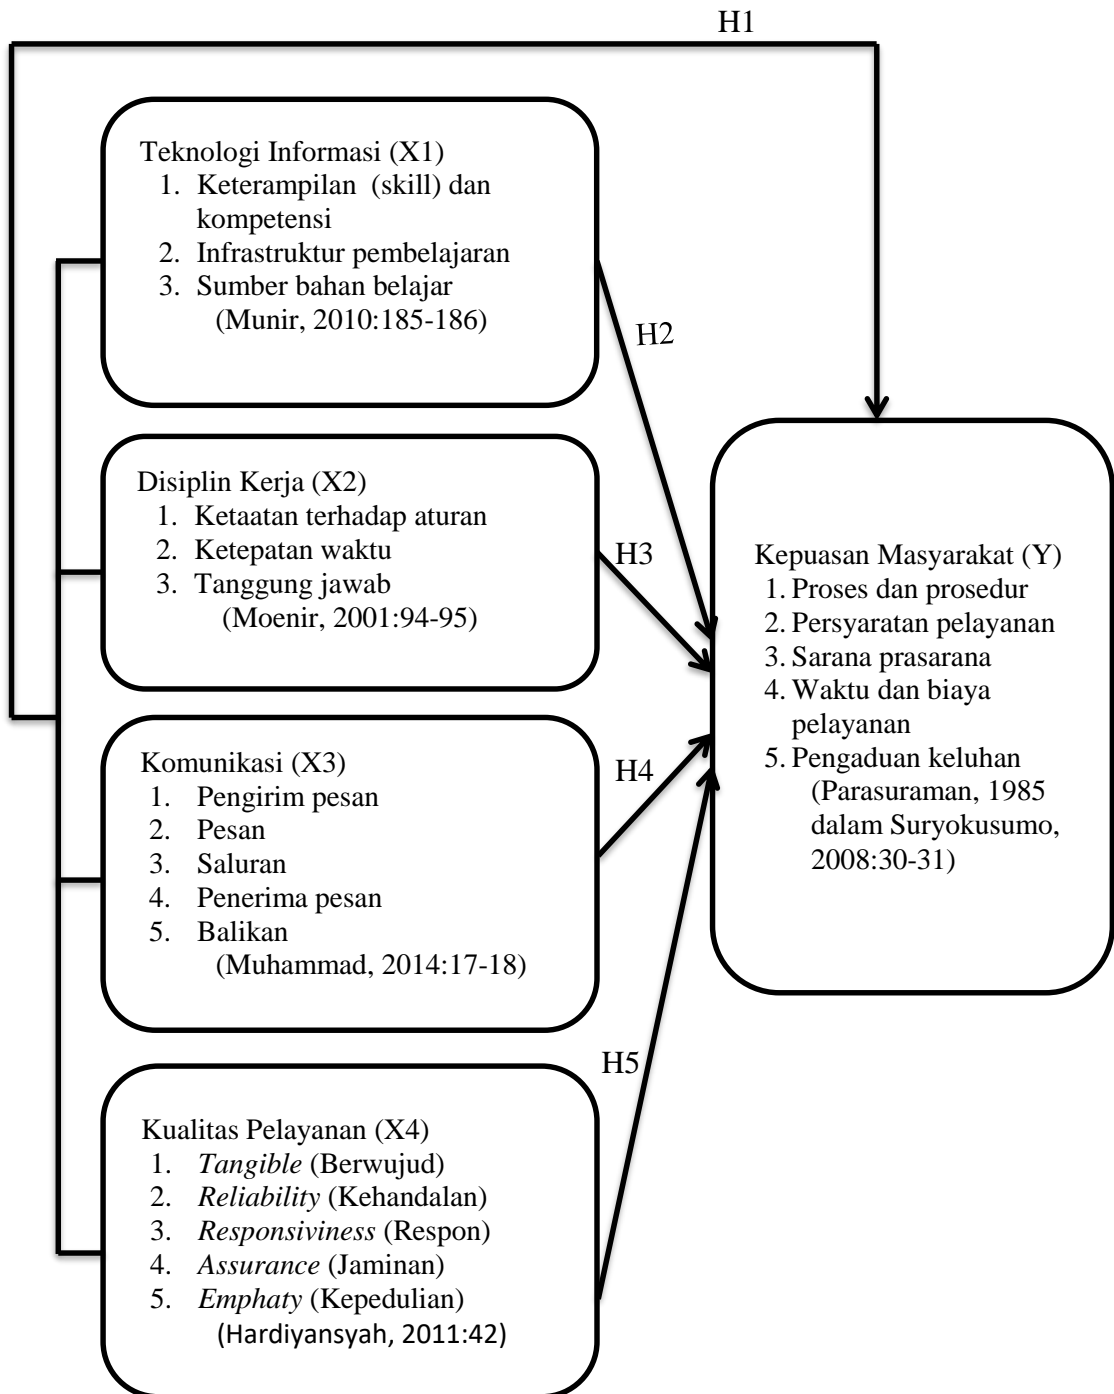 H1
Teknologi Informasi (X1)
1. Keterampilan (skill) dan
kompetensi
2. Infrastruktur pembelajaran
3. Sumber bahan belajar
(Munir, 2010:185-186)
H2
Disiplin Kerja (X2)
1. Ketaatan terhadap aturan
2. Ketepatan waktu
3. Tanggung jawab
(Moenir, 2001:94-95)
H3
Komunikasi (X3)
1. Pengirim pesan
2. Pesan
3. Saluran
4. Penerima pesan
5. Balikan
(Muhammad, 2014:17-18)
H4
Kualitas Pelayanan (X4)
1. Tangible (Berwujud)
2. Reliability (Kehandalan)
3. Responsiviness (Respon)
4. Assurance (Jaminan)
5. Emphaty (Kepedulian)
(Hardiyansyah, 2011:42)
H5
Kepuasan Masyarakat (Y)
1. Proses dan prosedur
2. Persyaratan pelayanan
3. Sarana prasarana
4. Waktu dan biaya
pelayanan
5. Pengaduan keluhan
(Parasuraman, 1985
dalam Suryokusumo,
2008:30-31)